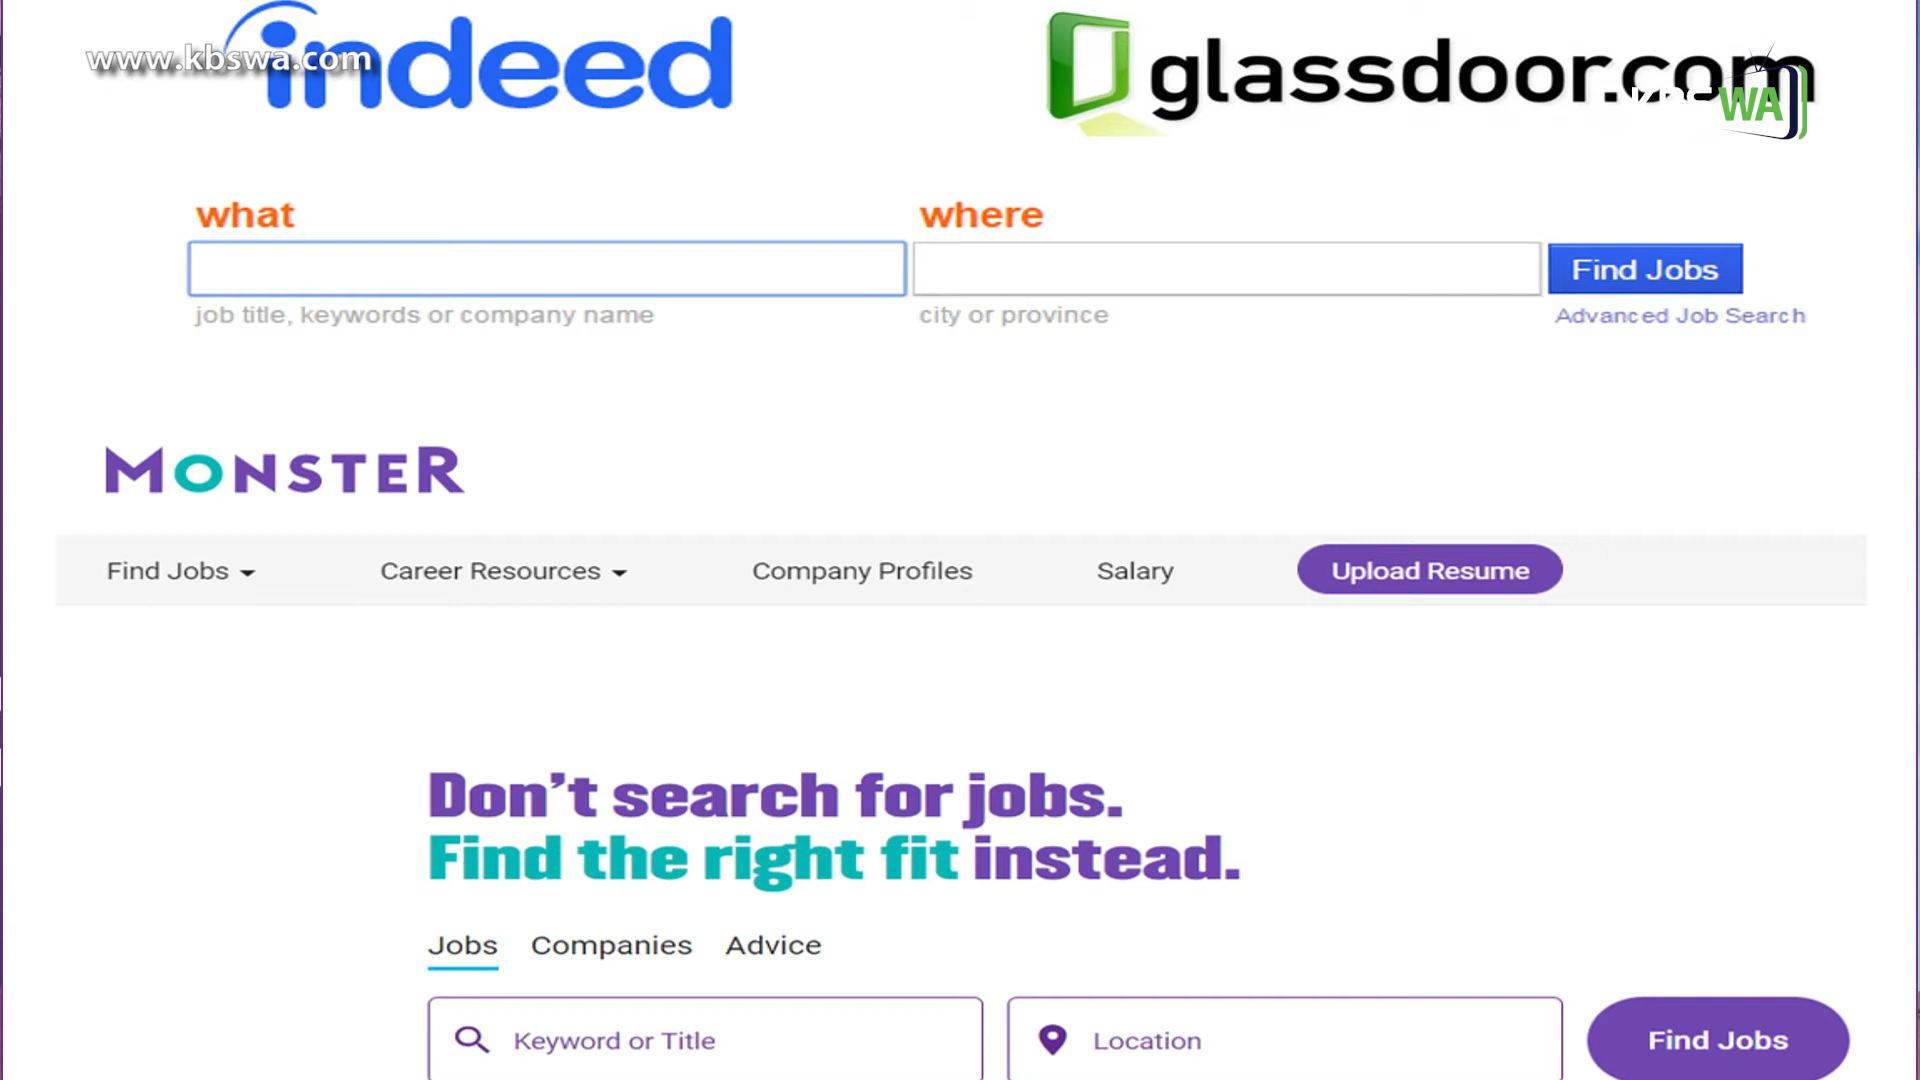 indeed
www.kbswa.com
glassdoor.com
KBSWA
what
where
Find Jobs
job title, keywords or company name
city or province
Advanced Job Search
MONSTER
Find Jobs
Career Resources
Company Profiles
Salary
Upload Resume
Don't search for jobs.
Find the right fit instead.
Jobs
Companies
Advice
Keyword or Title
Location
Find Jobs